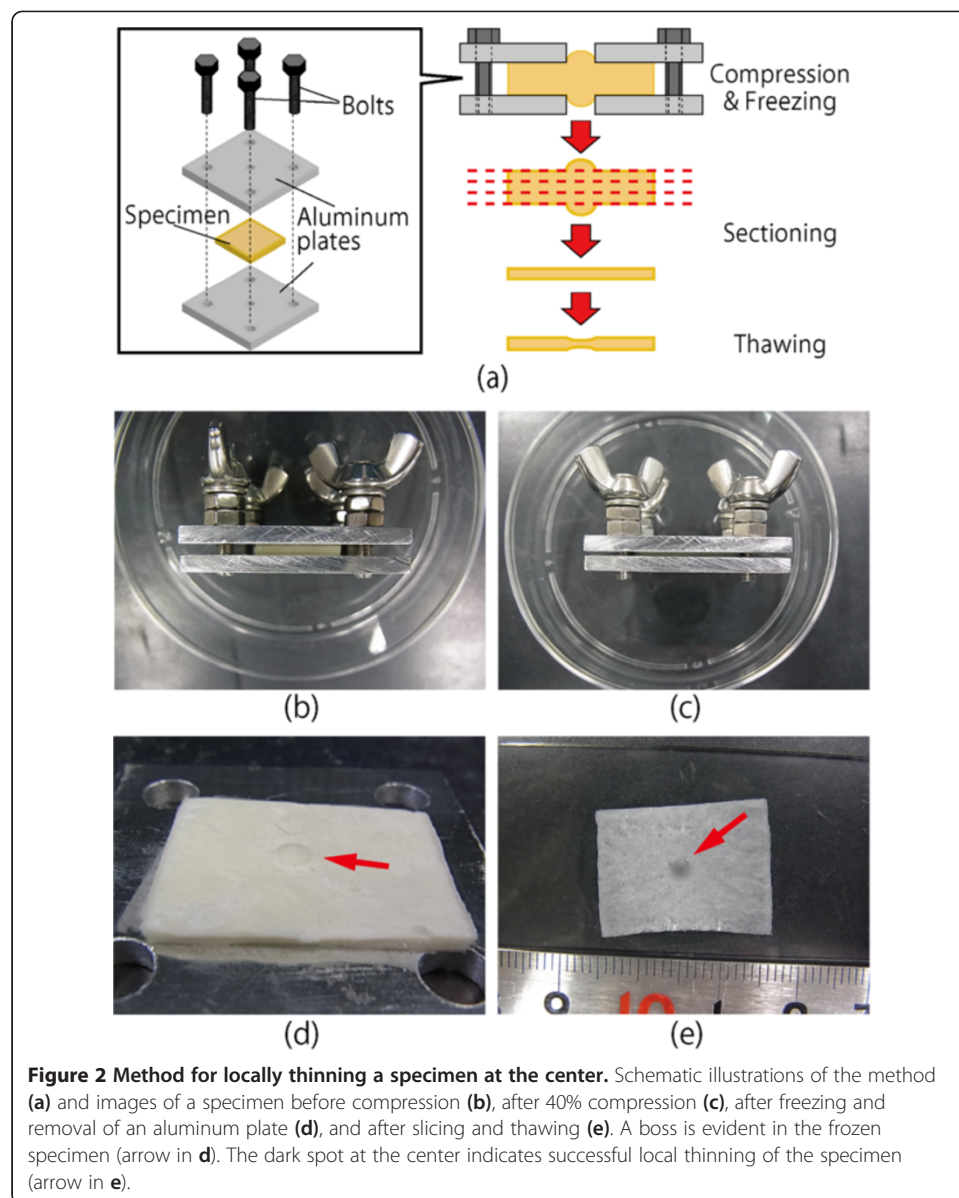 Bolts
Specimen
Aluminum
plates
Compression
& Freezing
Sectioning
Thawing
(a)
(b)
(c)
(d)
(e)
9
10
1
Figure 2 Method for locally thinning a specimen at the center. Schematic illustrations of the method
(a) and images of a specimen before compression (b), after 40% compression (c), after freezing and
removal of an aluminum plate (d), and after slicing and thawing (e). A boss is evident in the frozen
specimen (arrow in d). The dark spot at the center indicates successful local thinning of the specimen
(arrow in e).